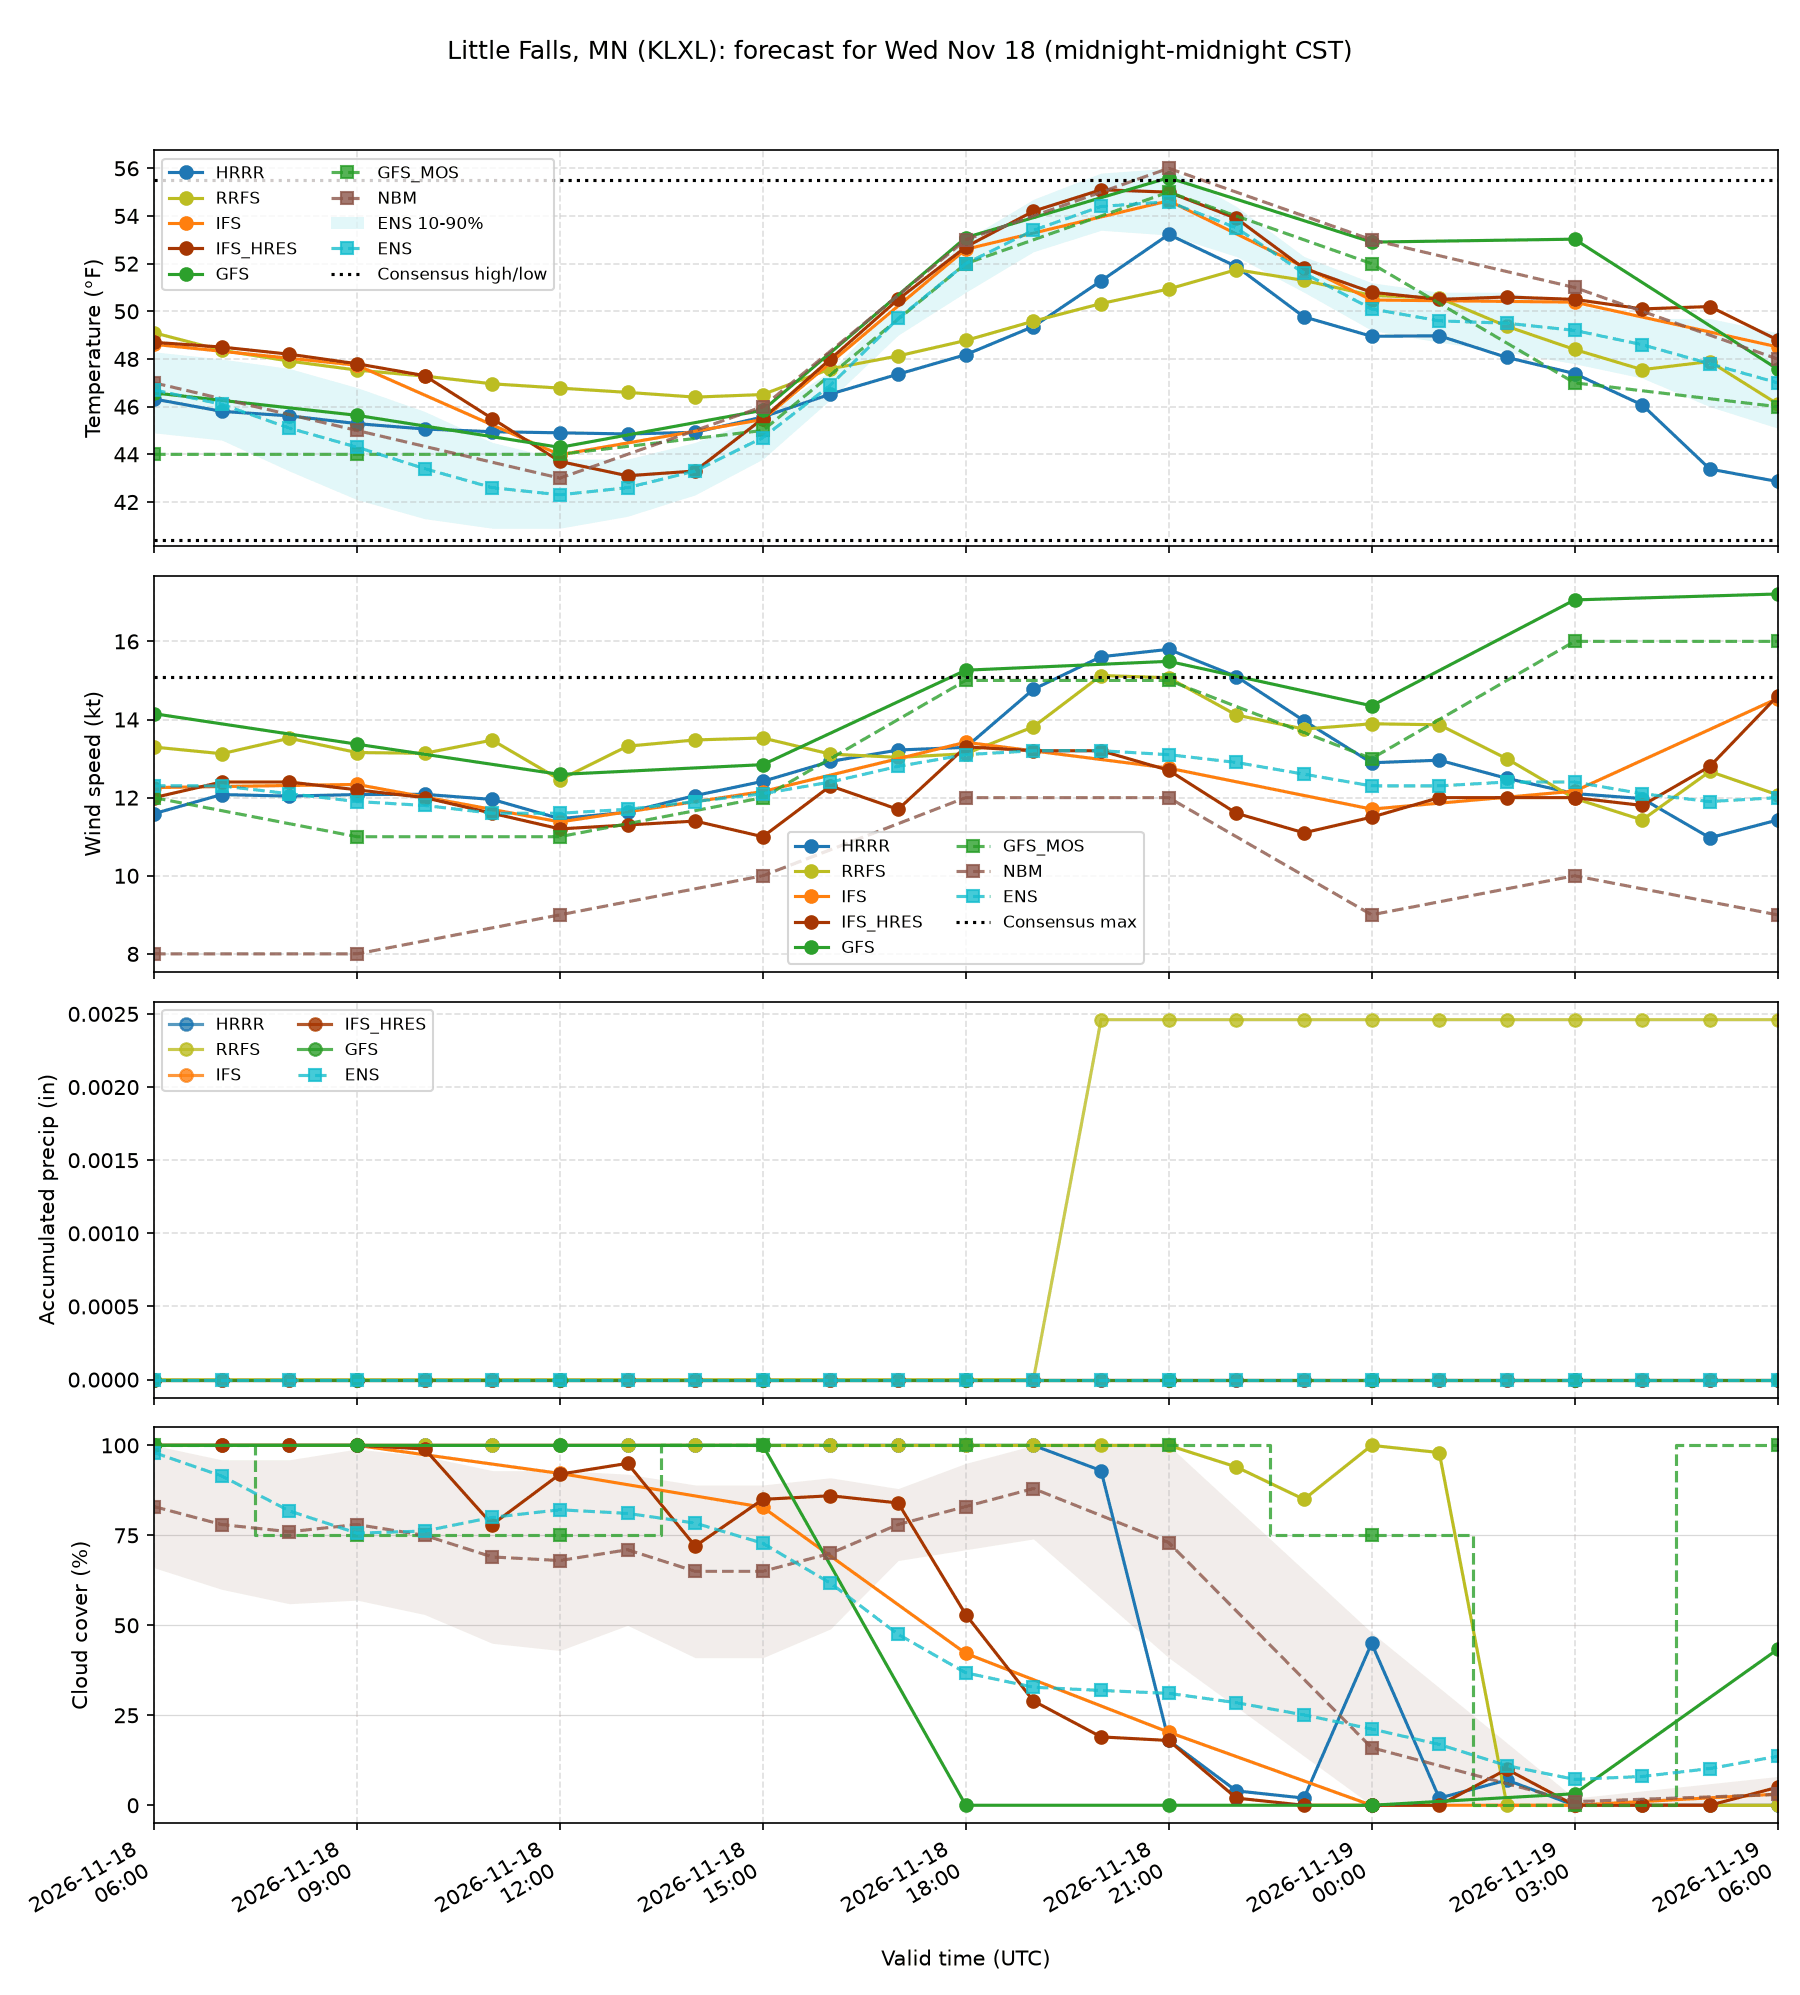 Little Falls, MN (KLXL): forecast for Wed Nov 18 (midnight-midnight CST)
Temperature (°F)
56
54
52
50
48
46
44
42
HRRR
RRFS
IFS
IFS_HRES
GFS
GFS_MOS
NBM
ENS 10-90%
ENS
Consensus high/low
Wind speed (kt)
16
14
12
10
8
HRRR
RRFS
IFS
IFS_HRES
GFS
GFS_MOS
NBM
ENS
Consensus max
Accumulated precip (in)
0.0025
0.0020
0.0015
0.0010
0.0005
0.0000
HRRR
RRFS
IFS
IFS_HRES
GFS
ENS
Cloud cover (%)
100
75
50
25
0
2026-11-18
06:00
2026-11-18
09:00
2026-11-18
12:00
2026-11-18
15:00
2026-11-18
18:00
2026-11-18
21:00
2026-11-19
00:00
2026-11-19
03:00
2026-11-19
06:00
Valid time (UTC)